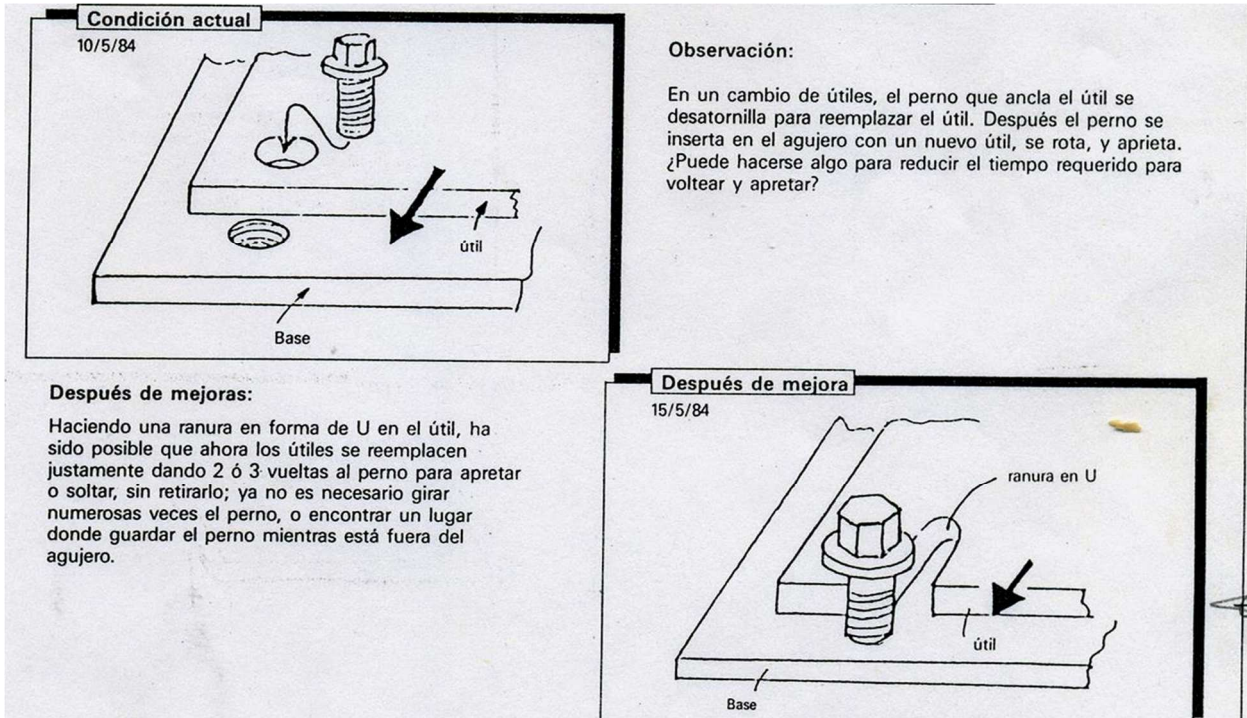 Condición actual
10/5/84
útil
Base
Observación:
En un cambio de útiles, el perno que ancla el útil se
desatornilla para reemplazar el útil. Después el perno se
inserta en el agujero con un nuevo útil, se rota, y aprieta.
¿Puede hacerse algo para reducir el tiempo requerido para
voltear y apretar?
Después de mejoras:
Haciendo una ranura en forma de U en el útil, ha
sido posible que ahora los útiles se reemplacen
justamente dando 2 ó 3 vueltas al perno para apretar
o soltar, sin retirarlo; ya no es necesario girar
numerosas veces el perno, o encontrar un lugar
donde guardar el perno mientras está fuera del
agujero.
Después de mejora
15/5/84
ranura en U
útil
Base